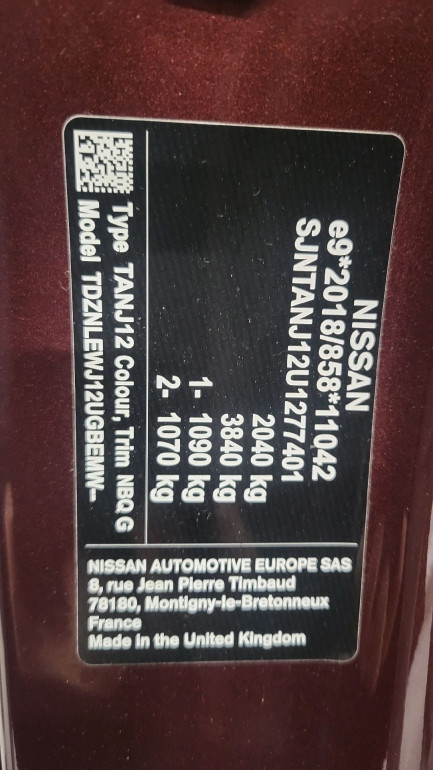 NISSAN
e9*2018/858*11042
SJNTANJ12U1277401
2040 kg
3840 kg
1- 1090 kg
2- 1070 kg
Type TANJ12 Colour, Trim NBQ G
Model TDZNLEWJ12UGBEMW--
NISSAN AUTOMOTIVE EUROPE SAS
8, rue Jean Pierre Timbaud
78180, Montigny-le-Bretonneux
France
Made in the United Kingdom